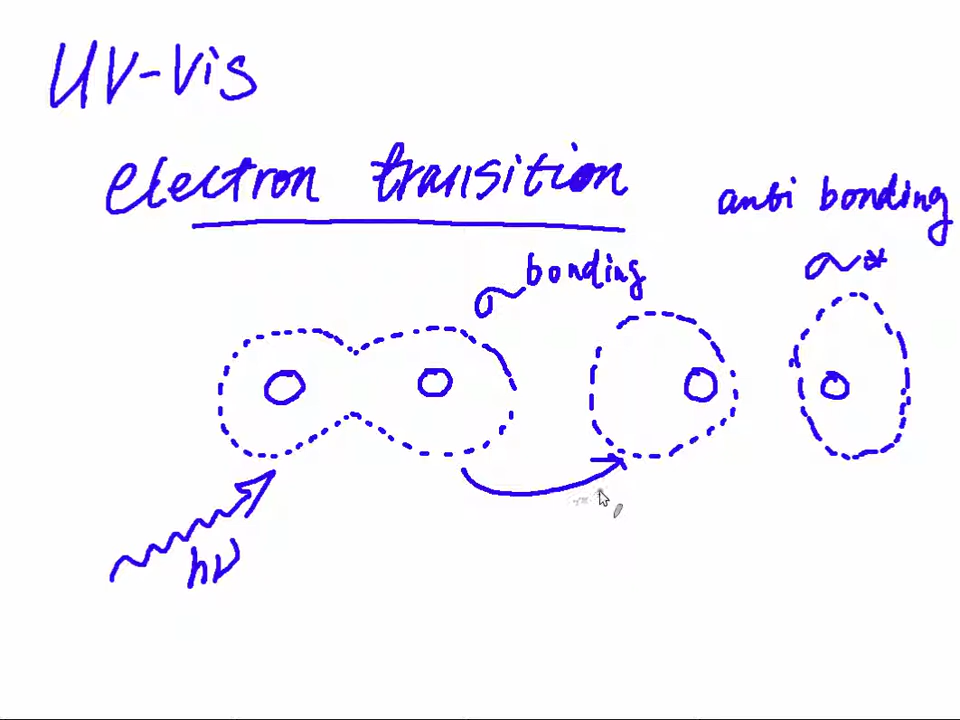 UV-Vis
electron transition
anti bonding
σ*
σ bonding
hν